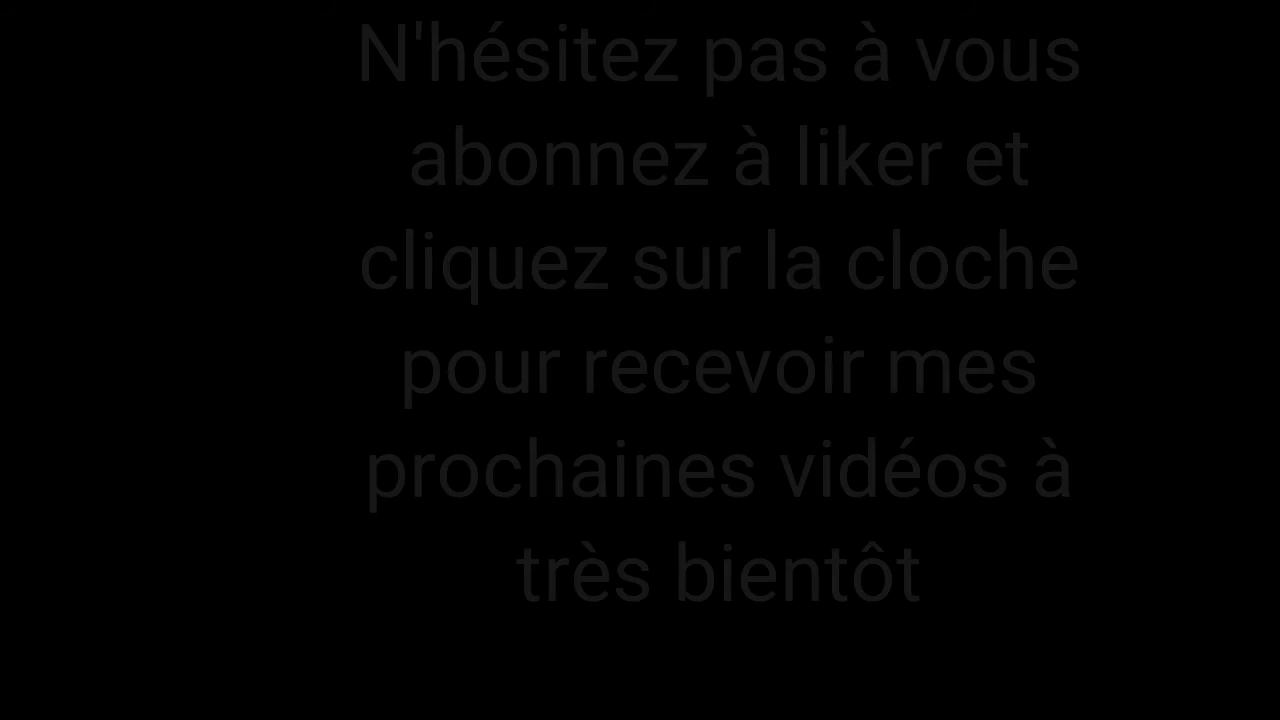 N'hésitez pas à vous
abonnez à liker et
cliquez sur la cloche
pour recevoir mes
prochaines vidéos à
très bientôt